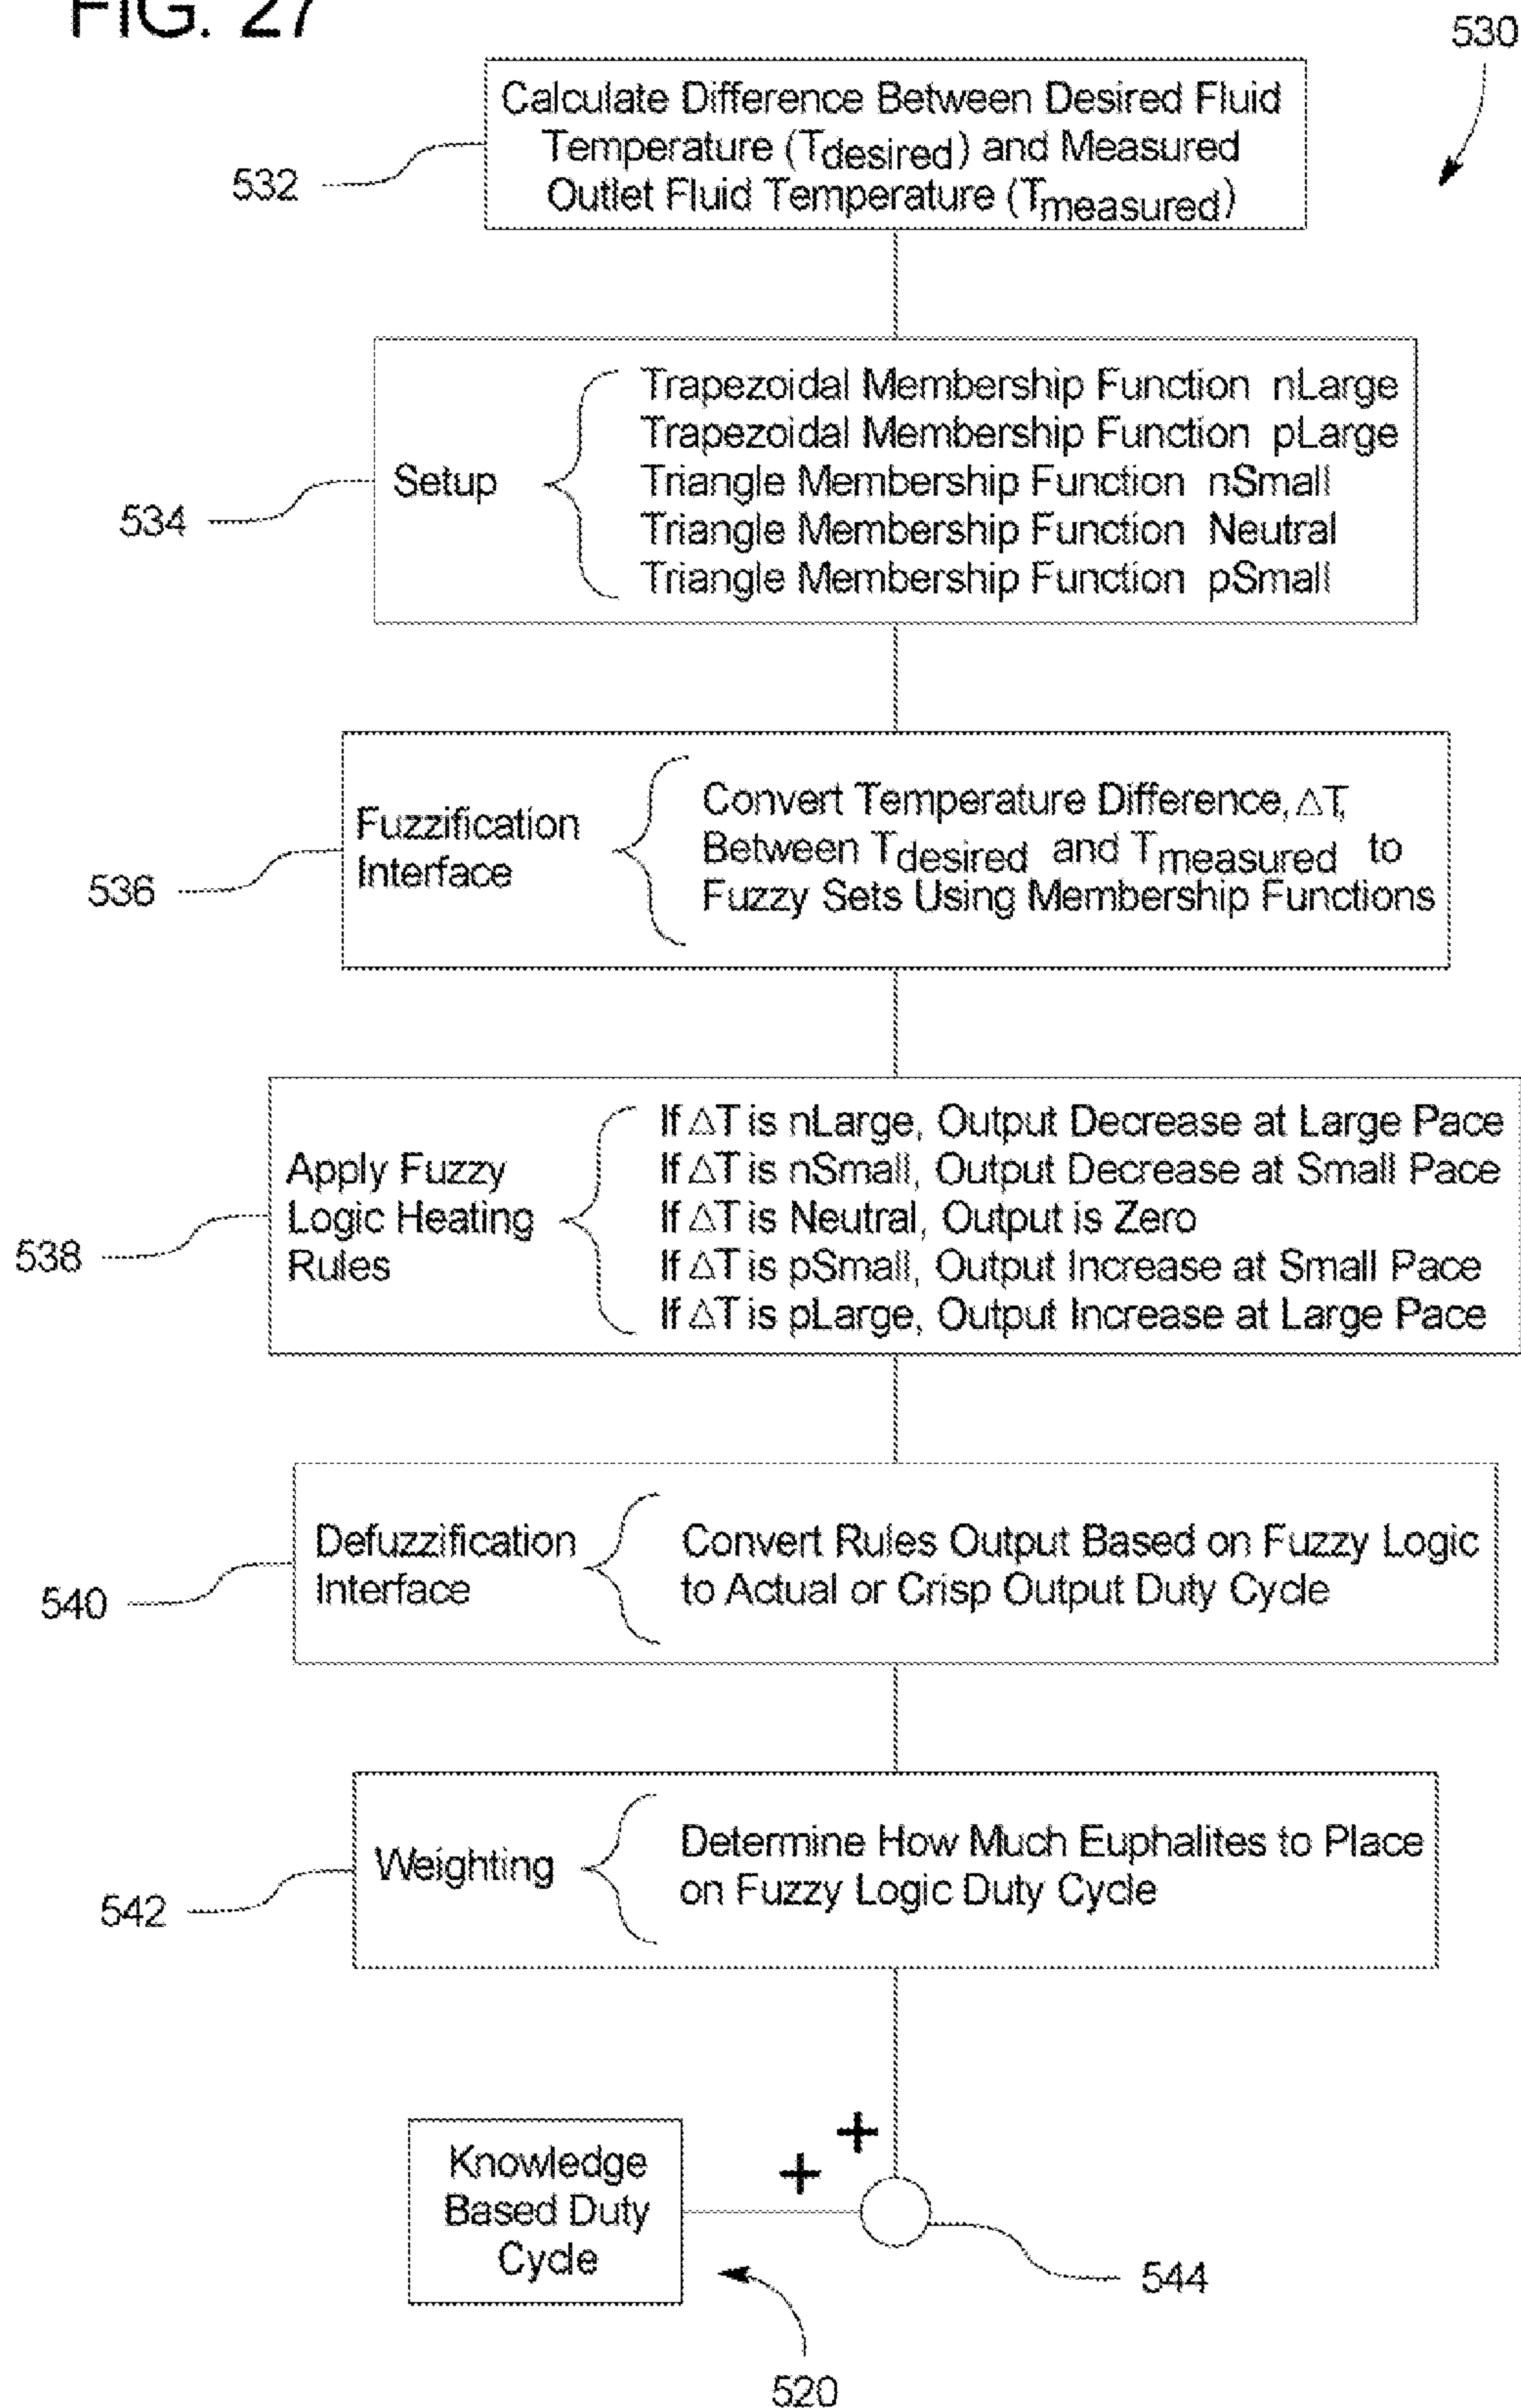 FIG. 27
530
Calculate Difference Between Desired Fluid
Temperature (Tdesired) and Measured
Outlet Fluid Temperature (Tmeasured)
532
Setup
Trapezoidal Membership Function nLarge
Trapezoidal Membership Function pLarge
Triangle Membership Function nSmall
Triangle Membership Function Neutral
Triangle Membership Function pSmall
534
Fuzzification
Interface
Convert Temperature Difference, ΔT,
Between Tdesired and Tmeasured to
Fuzzy Sets Using Membership Functions
536
Apply Fuzzy
Logic Heating
Rules
If ΔT is nLarge, Output Decrease at Large Pace
If ΔT is nSmall, Output Decrease at Small Pace
If ΔT is Neutral, Output is Zero
If ΔT is pSmall, Output Increase at Small Pace
If ΔT is pLarge, Output Increase at Large Pace
538
Defuzzification
Interface
Convert Rules Output Based on Fuzzy Logic
to Actual or Crisp Output Duty Cycle
540
Weighting
Determine How Much Euphalites to Place
on Fuzzy Logic Duty Cycle
542
+
+
Knowledge
Based Duty
Cycle
544
520